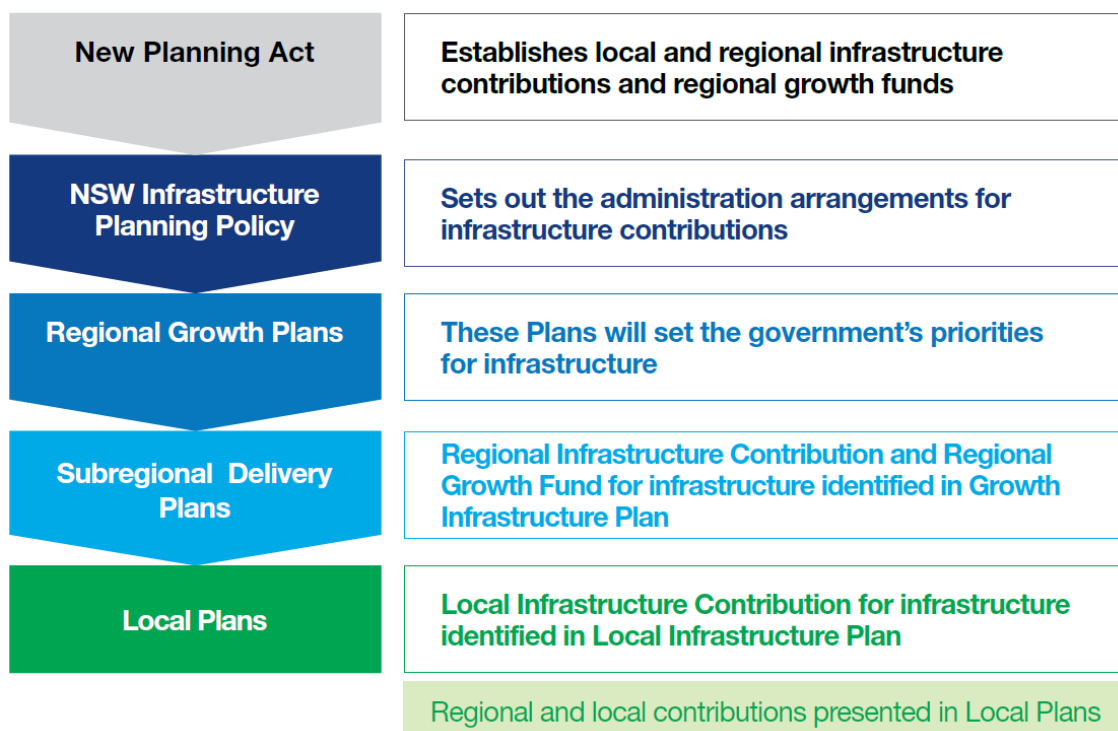 New Planning Act
Establishes local and regional infrastructure
contributions and regional growth funds
NSW Infrastructure
Planning Policy
Sets out the administration arrangements for
infrastructure contributions
Regional Growth Plans
These Plans will set the government’s priorities
for infrastructure
Subregional Delivery
Plans
Regional Infrastructure Contribution and Regional
Growth Fund for infrastructure identified in Growth
Infrastructure Plan
Local Plans
Local Infrastructure Contribution for infrastructure
identified in Local Infrastructure Plan
Regional and local contributions presented in Local Plans